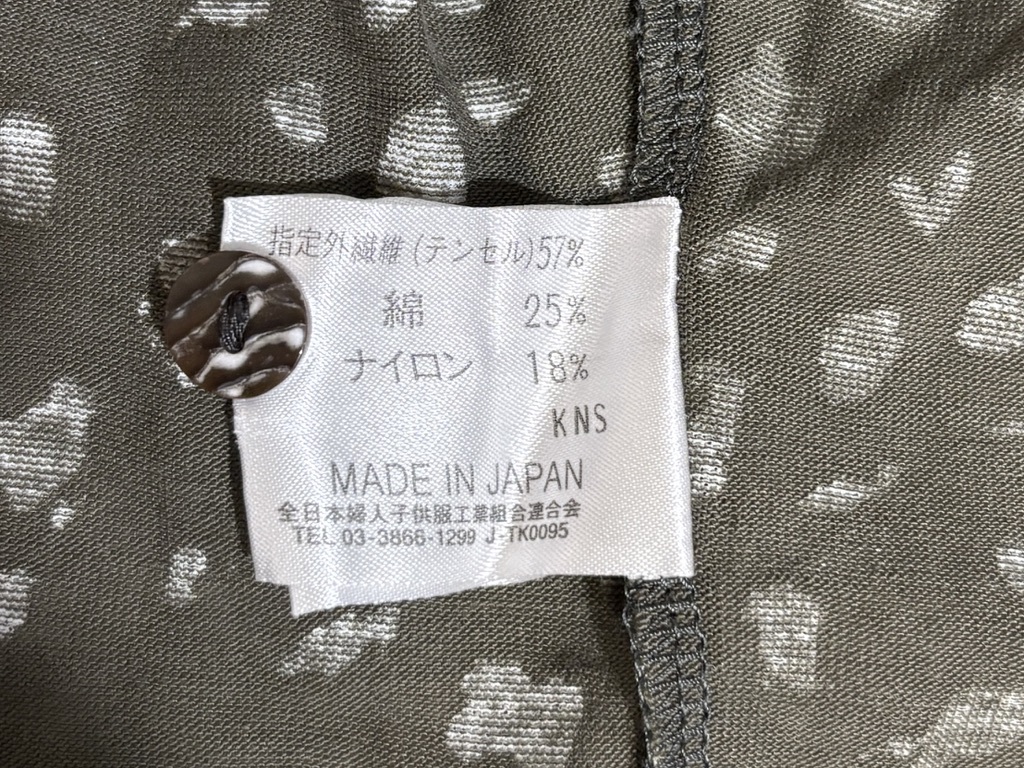 指定外繊維(テンセル)57%
綿 25%
ナイロン 18%
KNS
MADE IN JAPAN
全日本婦人子供服工業組合連合会
TEL 03-3866-1299 J-TK0095